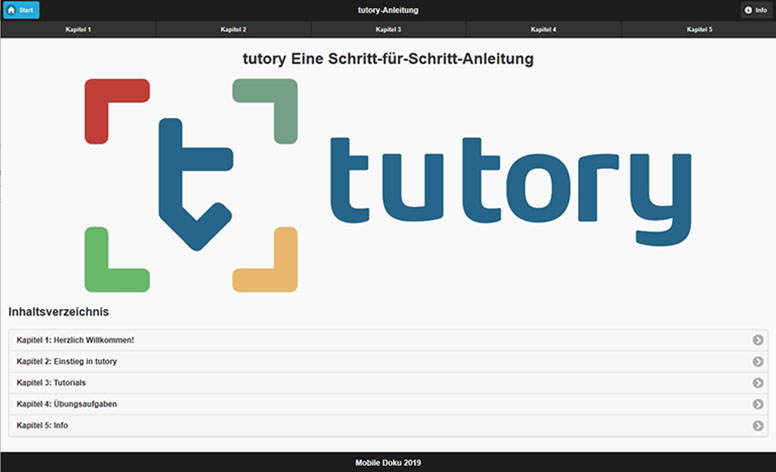 Start
tutory-Anleitung
Info
Kapitel 1
Kapitel 2
Kapitel 3
Kapitel 4
Kapitel 5
tutory Eine Schritt-für-Schritt-Anleitung
t tutory
Inhaltsverzeichnis
Kapitel 1: Herzlich Willkommen!
Kapitel 2: Einstieg in tutory
Kapitel 3: Tutorials
Kapitel 4: Übungsaufgaben
Kapitel 5: Info
Mobile Doku 2019